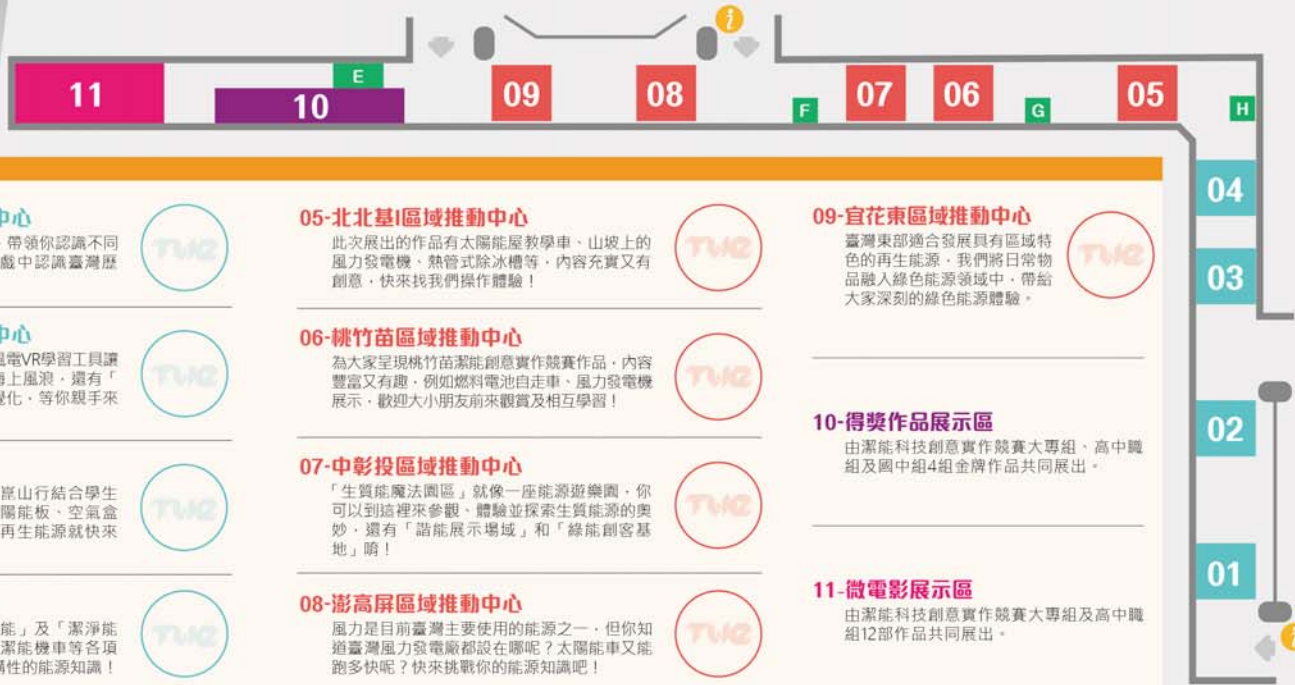 i
11
E
10
09
08
F
07
06
G
05
H
04
03
02
01
i
中心
，帶領你認識不同
戲中認識臺灣歷
TWIE
中心
風電VR學習工具讓
海上風浪，還有「
變化，等你親手來
TWIE
崑山行結合學生
陽能板、空氣盒
再生能源就快來
TWIE
能」及「潔淨能
潔能機車等各項
構性的能源知識！
TWIE
05-北北基I區域推動中心
此次展出的作品有太陽能屋教學車、山坡上的
風力發電機、熱管式除冰槽等，內容充實又有
創意，快來找我們操作體驗！
TWIE
06-桃竹苗區域推動中心
為大家呈現桃竹苗潔能創意實作競賽作品，內容
豐富又有趣，例如燃料電池自走車、風力發電機
展示，歡迎大小朋友前來觀賞及相互學習！
TWIE
07-中彰投區域推動中心
「生質能魔法園區」就像一座能源遊樂園，你
可以到這裡來參觀、體驗並探索生質能源的奧
妙，還有「諧能展示場域」和「綠能創客基
地」唷！
TWIE
08-澎高屏區域推動中心
風力是目前臺灣主要使用的能源之一，但你知
道臺灣風力發電廠都設在哪呢？太陽能車又能
跑多快呢？快來挑戰你的能源知識吧！
TWIE
09-宜花東區域推動中心
臺灣東部適合發展具有區域特
色的再生能源，我們將日常物
品融入綠色能源領域中，帶給
大家深刻的綠色能源體驗。
TWIE
10-得獎作品展示區
由潔能科技創意實作競賽大專組、高中職
組及國中組4組金牌作品共同展出。
11-微電影展示區
由潔能科技創意實作競賽大專組及高中職
組12部作品共同展出。